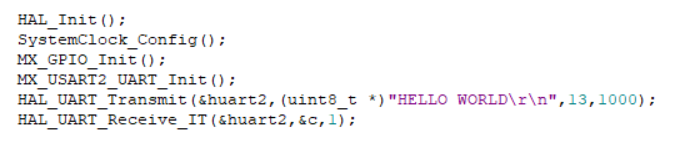 HAL_Init();
SystemClock_Config();
MX_GPIO_Init();
MX_USART2_UART_Init();
HAL_UART_Transmit(&huart2,(uint8_t *)"HELLO WORLD\r\n",13,1000);
HAL_UART_Receive_IT(&huart2,&c,1);